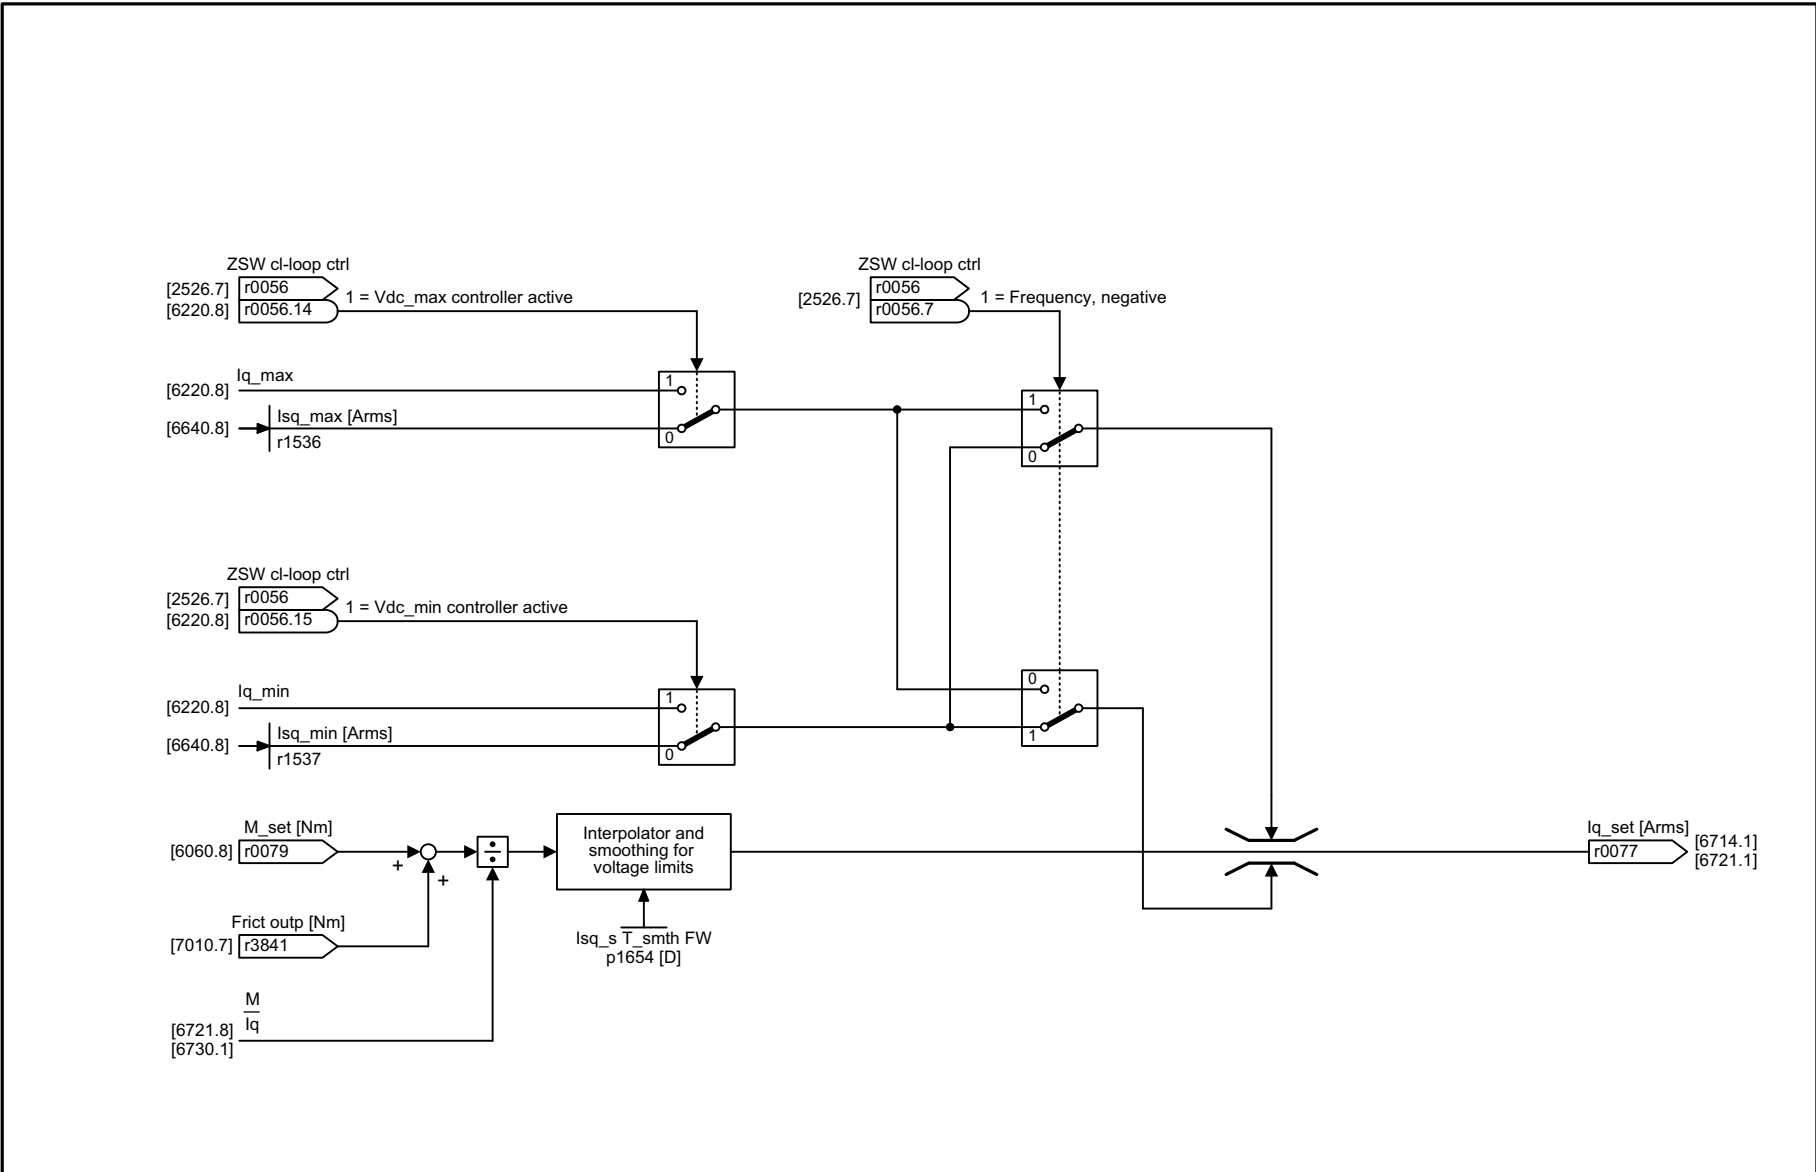 ZSW cl-loop ctrl
[2526.7] r0056
[6220.8] r0056.14
1 = Vdc_max controller active
ZSW cl-loop ctrl
[2526.7] r0056
r0056.7
1 = Frequency, negative
Iq_max
[6220.8]
1
[6640.8]
Isq_max [Arms]
r1536
0
1
0
ZSW cl-loop ctrl
[2526.7] r0056
[6220.8] r0056.15
1 = Vdc_min controller active
Iq_min
[6220.8]
1
[6640.8]
Isq_min [Arms]
r1537
0
0
1
M_set [Nm]
[6060.8] r0079
+
+
÷
Interpolator and
smoothing for
voltage limits
Iq_set [Arms]
r0077
[6714.1]
[6721.1]
Frict outp [Nm]
[7010.7] r3841
Isq_s T_smth FW
p1654 [D]
M
Iq
[6721.8]
[6730.1]